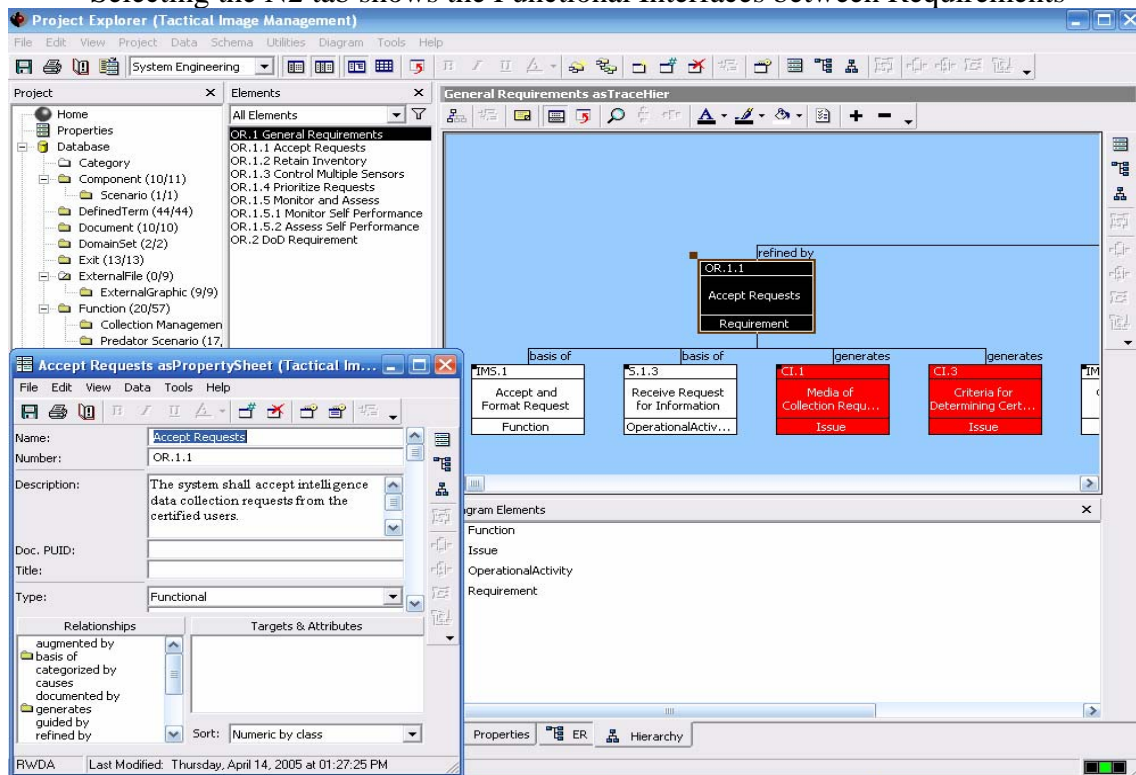 Selecting the N2 tab shows the Functional Interfaces between Requirements
Project Explorer (Tactical Image Management)
File Edit View Project Data Schema Utilities Diagram Tools Help
System Engineering
Project
Home
Properties
Database
Category
Component (10/11)
Scenario (1/1)
DefinedTerm (44/44)
Document (10/10)
DomainSet (2/2)
Exit (13/13)
ExternalFile (0/9)
ExternalGraphic (9/9)
Function (20/57)
Collection Managemen
Predator Scenario (17,
Elements
All Elements
OR.1 General Requirements
OR.1.1 Accept Requests
OR.1.2 Retain Inventory
OR.1.3 Control Multiple Sensors
OR.1.4 Prioritize Requests
OR.1.5 Monitor and Assess
OR.1.5.1 Monitor Self Performance
OR.1.5.2 Assess Self Performance
OR.2 DoD Requirement
General Requirements asTraceHier
refined by
OR.1.1
Accept Requests
Requirement
basis of
IMS.1
Accept and
Format Request
Function
basis of
5.1.3
Receive Request
for Information
OperationalActiv...
generates
CI.1
Media of
Collection Requ...
Issue
generates
CI.3
Criteria for
Determining Cert...
Issue
IM
Accept Requests asPropertySheet (Tactical Im...
File Edit View Data Tools Help
Name: Accept Requests
Number: OR.1.1
Description: The system shall accept intelligence
data collection requests from the
certified users.
Doc. PUID:
Title:
Type: Functional
Relationships
augmented by
basis of
categorized by
causes
documented by
generates
guided by
refined by
Targets & Attributes
Sort: Numeric by class
RWDA Last Modified: Thursday, April 14, 2005 at 01:27:25 PM
gram Elements
Function
Issue
OperationalActivity
Requirement
Properties ER Hierarchy